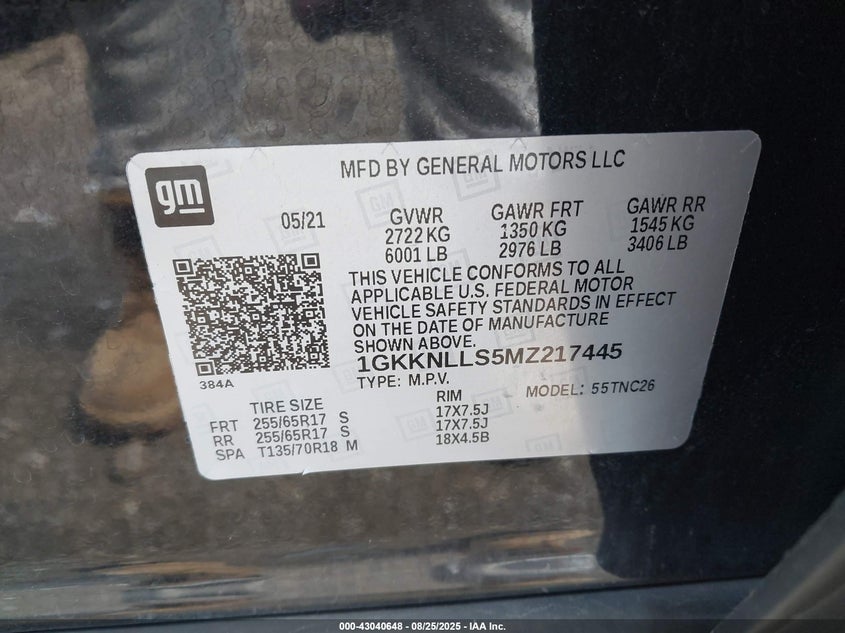 gm
MFD BY GENERAL MOTORS LLC
05/21
GVWR
2722 KG
6001 LB
GAWR FRT
1350 KG
2976 LB
GAWR RR
1545 KG
3406 LB
THIS VEHICLE CONFORMS TO ALL
APPLICABLE U.S. FEDERAL MOTOR
VEHICLE SAFETY STANDARDS IN EFFECT
ON THE DATE OF MANUFACTURE
SHOWN ABOVE.
1GKKNLLS5MZ217445
TYPE: M.P.V.
MODEL: 55TNC26
384A
TIRE SIZE RIM
FRT 255/65R17 S 17X7.5J
RR 255/65R17 S 17X7.5J
SPA T135/70R18 M 18X4.5B
000-43040648 - 08/25/2025 - IAA Inc.